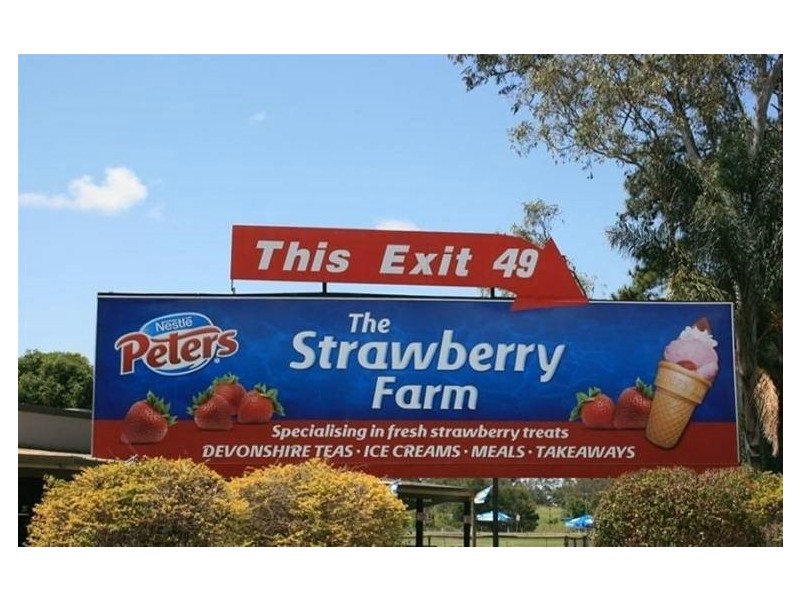 This Exit 49
Nestlé
Peters
The
Strawberry
Farm
Specialising in fresh strawberry treats
DEVONSHIRE TEAS · ICE CREAMS · MEALS · TAKEAWAYS